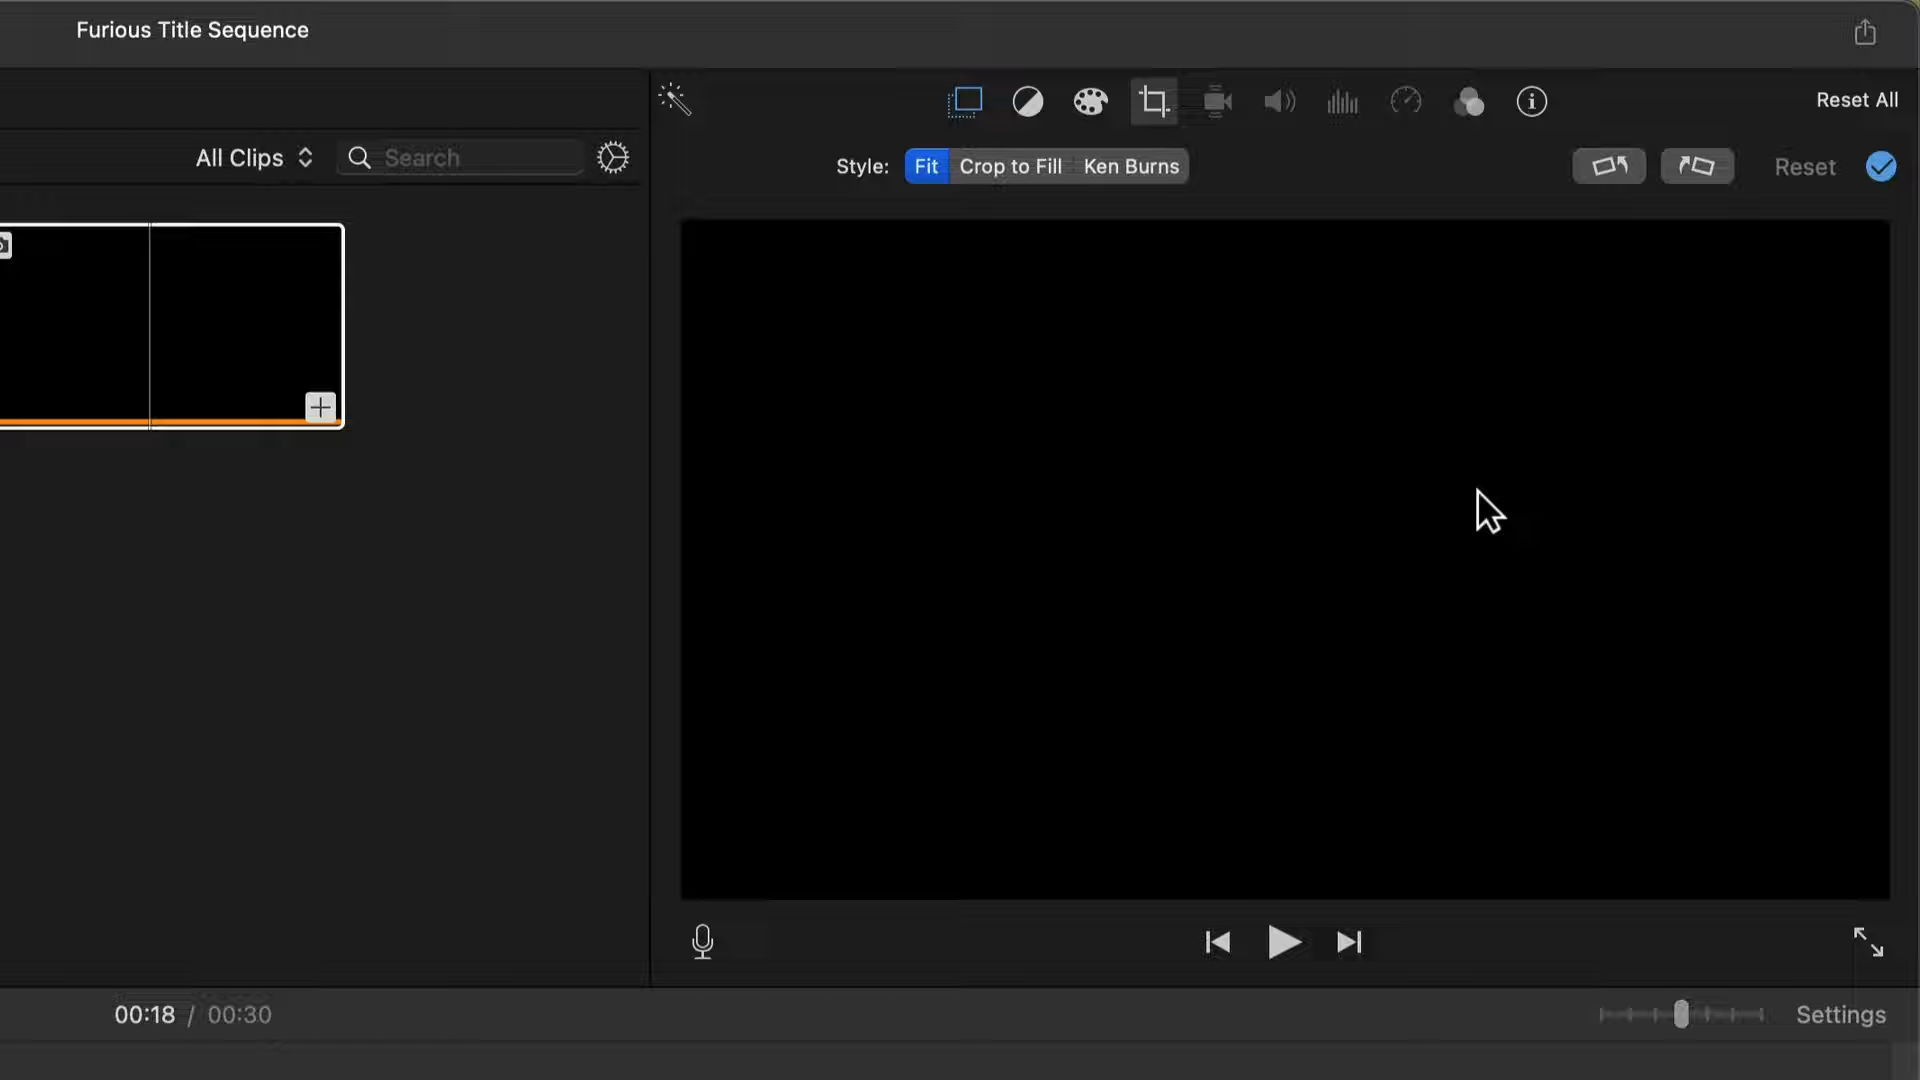 Furious Title Sequence
Reset All
All Clips
Search
Style:
Fit
Crop to Fill
Ken Burns
Reset
00:18 / 00:30
Settings